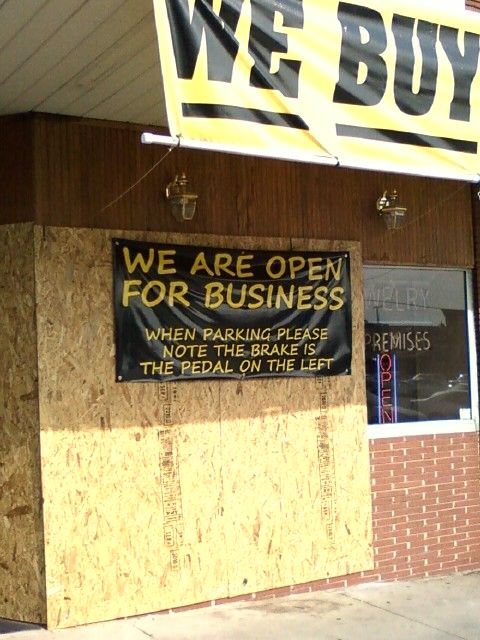 WE BUY
WE ARE OPEN
FOR BUSINESS
WHEN PARKING PLEASE
NOTE THE BRAKE IS
THE PEDAL ON THE LEFT
WELRY
PREMISES
OPEN